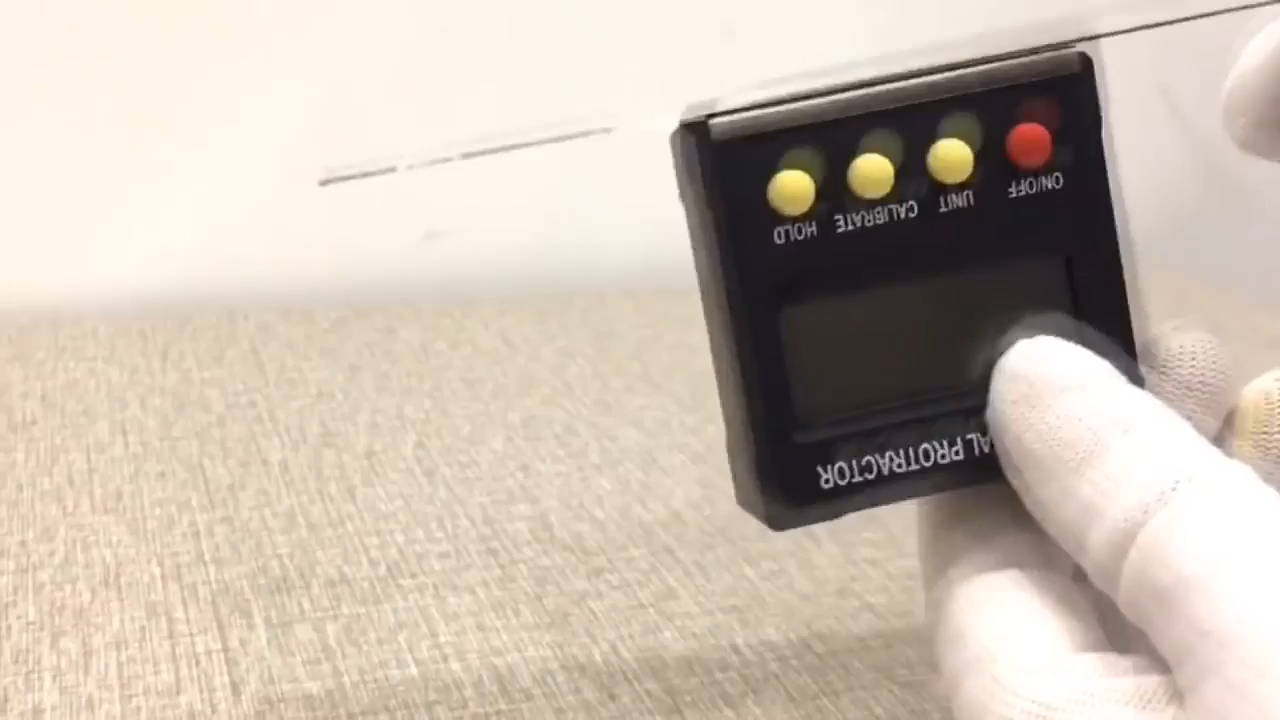 AL PROTRACTOR
ON/OFF
UNIT
CALIBRATE
HOLD